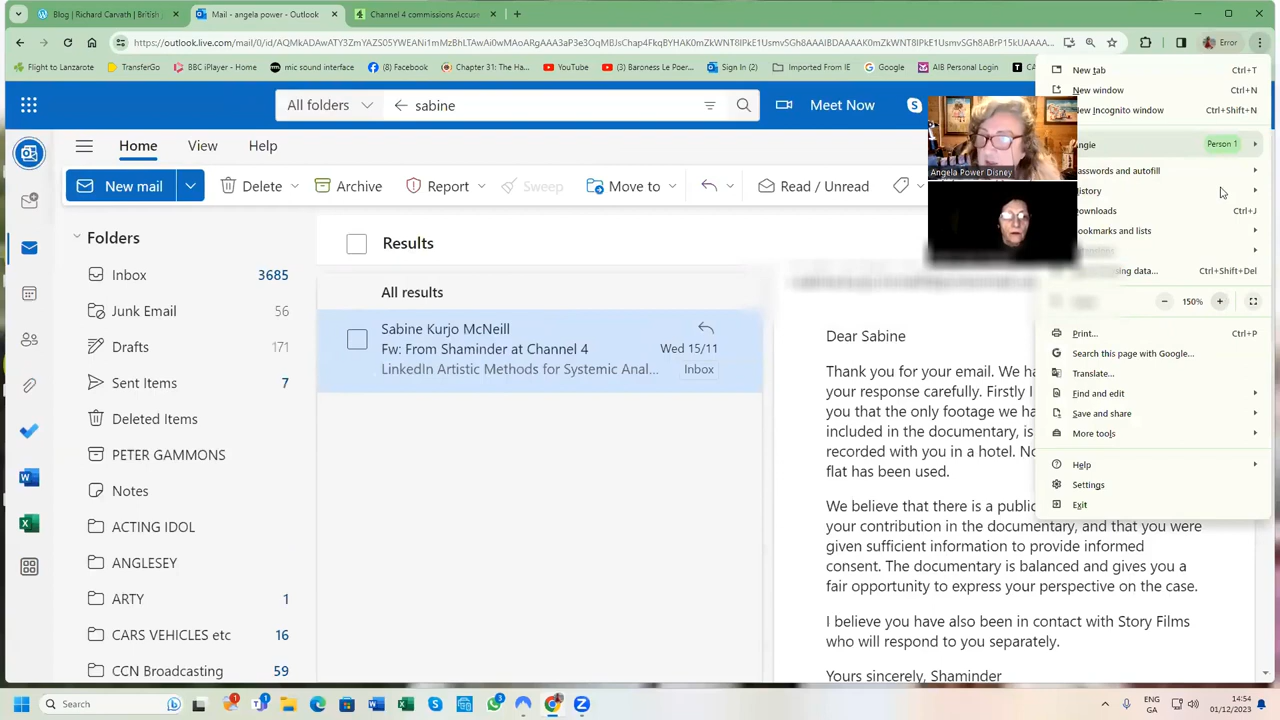 Blog | Richard Carvath | British
Mail - angela power - Outlook
Channel 4 commissions Accuse
Error
Flight to Lanzarote
TransferGo
BBC iPlayer - Home
mic sound interface
(8) Facebook
Chapter 31: The Ha
YouTube
(3) Baroness Le Poer
Sign In (2)
Imported From IE
Google
AIB Personal Login
New tab Ctrl+T
New window Ctrl+N
New Incognito window Ctrl+Shift+N
Person 1
asswords and autofill
Ctrl+J
ookmarks and lists
Ctrl+Shift+Del
150%
Print... Ctrl+P
Search this page with Google...
Translate...
Find and edit
Save and share
More tools
Help
Settings
Exit
All folders
sabine
Meet Now
Angela Power Disney
Home
View
Help
New mail
Delete
Archive
Report
Sweep
Move to
Read / Unread
Folders
Inbox 3685
Junk Email 56
Drafts 171
Sent Items 7
Deleted Items
PETER GAMMONS
Notes
ACTING IDOL
ANGLESEY
ARTY 1
CARS VEHICLES etc 16
CCN Broadcasting 59
Results
All results
Sabine Kurjo McNeill
Fw: From Shaminder at Channel 4 Wed 15/11
LinkedIn Artistic Methods for Systemic Anal... Inbox
Dear Sabine
Thank you for your email. We ha
your response carefully. Firstly I
you that the only footage we ha
included in the documentary, is
recorded with you in a hotel. No
flat has been used.
We believe that there is a public
your contribution in the documentary, and that you were
given sufficient information to provide informed
consent. The documentary is balanced and gives you a
fair opportunity to express your perspective on the case.
I believe you have also been in contact with Story Films
who will respond to you separately.
Yours sincerely, Shaminder
Search
ENG
GA
14:54
01/12/2023